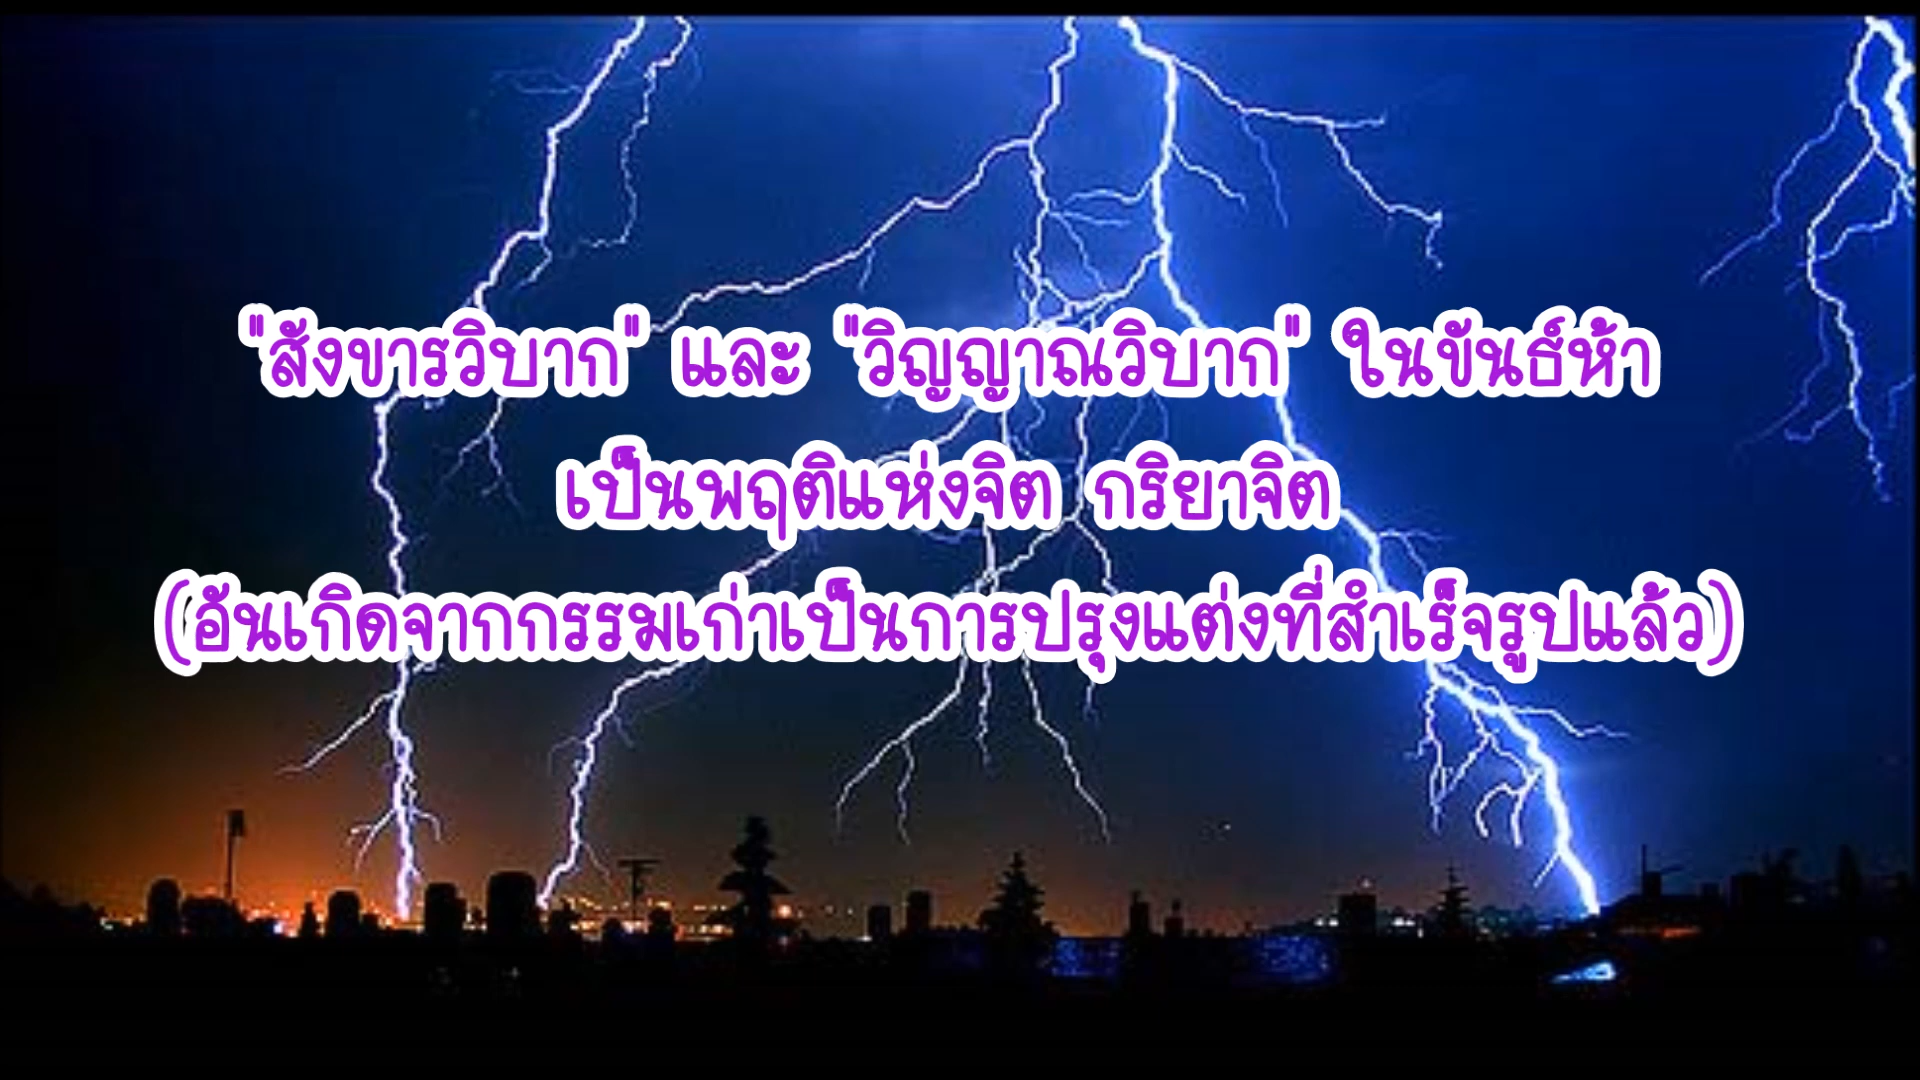 "สังขารวิบาก" และ "วิญญาณวิบาก" ในขันธ์ห้า
เป็นพฤติแห่งจิต กริยาจิต
(อันเกิดจากกรรมเก่าเป็นการปรุงแต่งที่สำเร็จรูปแล้ว)